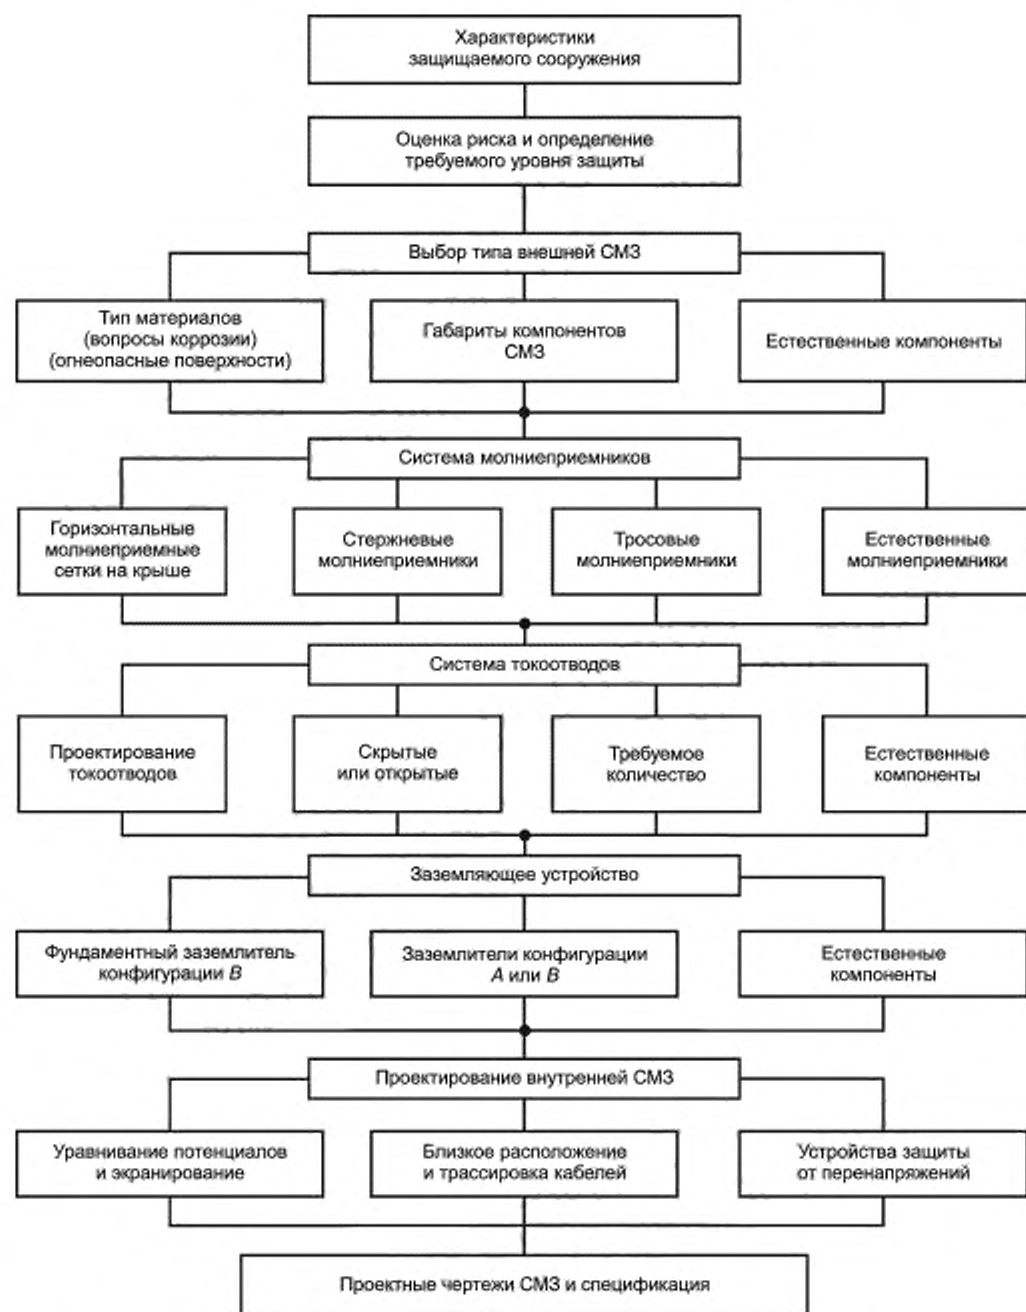 Характеристики
защищаемого сооружения
Оценка риска и определение
требуемого уровня защиты
Выбор типа внешней СМЗ
Тип материалов
(вопросы коррозии)
(огнеопасные поверхности)
Габариты компонентов
СМЗ
Естественные компоненты
Система молниеприемников
Горизонтальные
молниеприемные
сетки на крыше
Стержневые
молниеприемники
Тросовые
молниеприемники
Естественные
молниеприемники
Система токоотводов
Проектирование
токоотводов
Скрытые
или открытые
Требуемое
количество
Естественные
компоненты
Заземляющее устройство
Фундаментный заземлитель
конфигурации B
Заземлители конфигурации
A или B
Естественные
компоненты
Проектирование внутренней СМЗ
Уравнивание потенциалов
и экранирование
Близкое расположение
и трассировка кабелей
Устройства защиты
от перенапряжений
Проектные чертежи СМЗ и спецификация